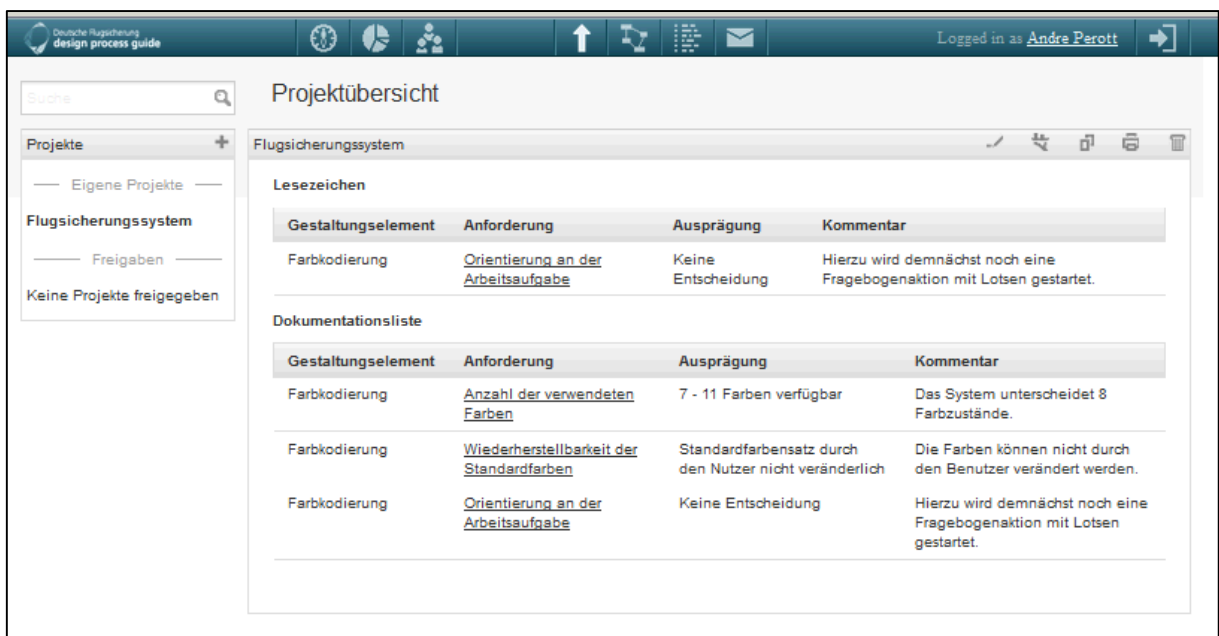 Deutsche Flugsicherung
design process guide
Logged in as Andre Perott
Suche
Projektübersicht
Projekte
Eigene Projekte
Flugsicherungssystem
Freigaben
Keine Projekte freigegeben
Flugsicherungssystem
Lesezeichen
Gestaltungselement Anforderung Ausprägung Kommentar
Farbkodierung Orientierung an der Keine Hierzu wird demnächst noch eine
Arbeitsaufgabe Entscheidung Fragebogenaktion mit Lotsen gestartet.
Dokumentationsliste
Gestaltungselement Anforderung Ausprägung Kommentar
Farbkodierung Anzahl der verwendeten 7 - 11 Farben verfügbar Das System unterscheidet 8
Farben Farbzustände.
Farbkodierung Wiederherstellbarkeit der Standardfarbensatz durch Die Farben können nicht durch
Standardfarben den Nutzer nicht veränderlich den Benutzer verändert werden.
Farbkodierung Orientierung an der Keine Entscheidung Hierzu wird demnächst noch eine
Arbeitsaufgabe Fragebogenaktion mit Lotsen
gestartet.